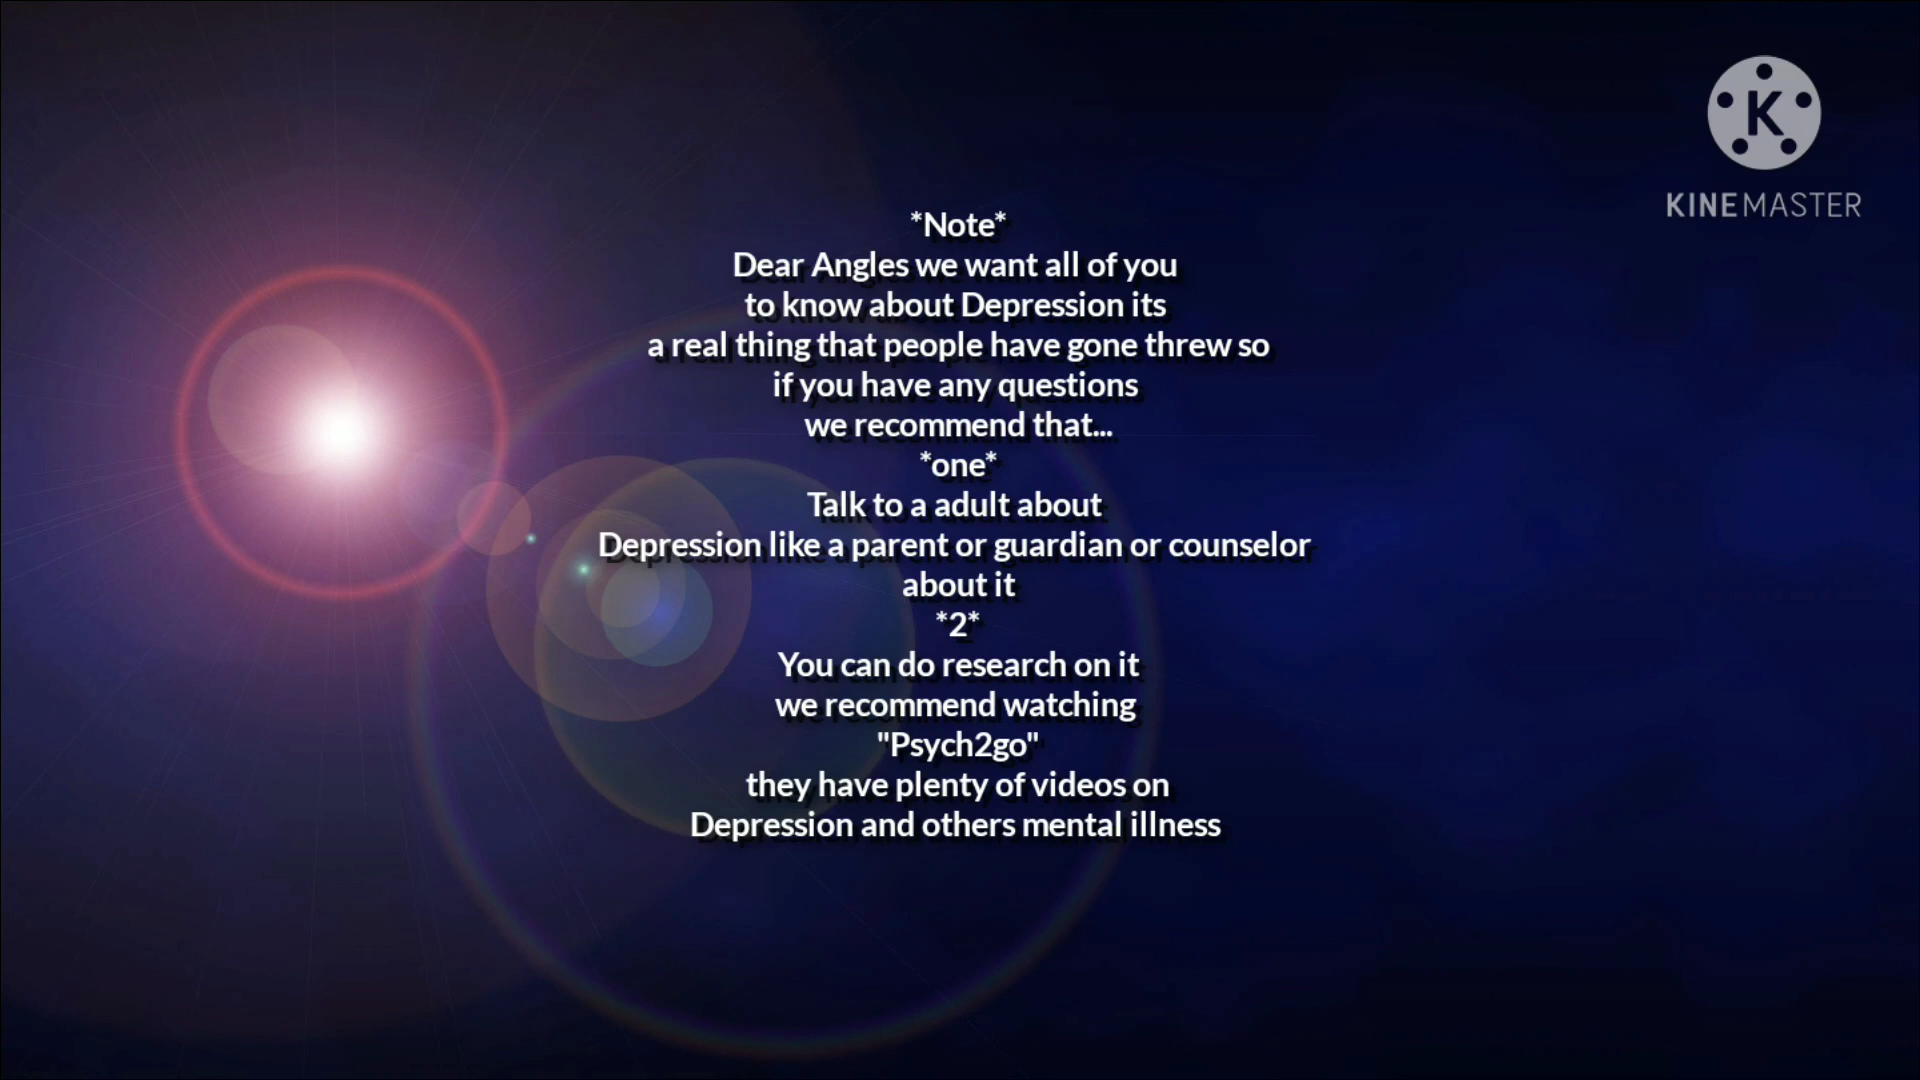 K
KINEMASTER
*Note*
Dear Angles we want all of you
to know about Depression its
a real thing that people have gone threw so
if you have any questions
we recommend that...
*one*
Talk to a adult about
Depression like a parent or guardian or counselor
about it
*2*
You can do research on it
we recommend watching
"Psych2go"
they have plenty of videos on
Depression and others mental illness